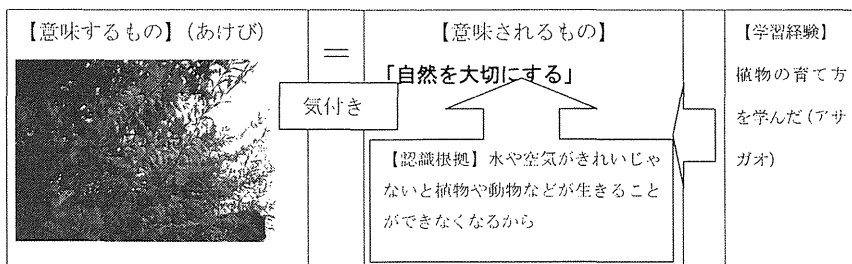 【意味するもの】(あけび)
＝
【意味されるもの】
「自然を大切にする」
気付き
【認識根拠】水や空気がきれいじゃ
ないと植物や動物などが生きること
ができなくなるから
【学習経験】
植物の育て方
を学んだ(アサ
ガオ)